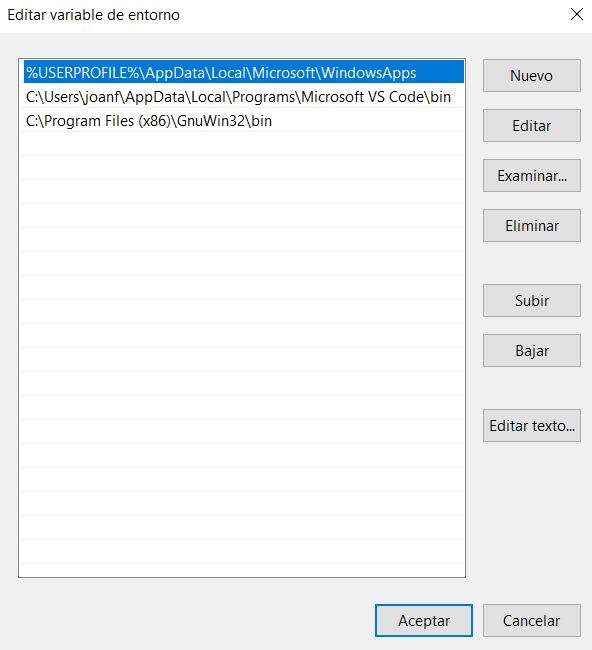 Editar variable de entorno
%USERPROFILE%\AppData\Local\Microsoft\WindowsApps
C:\Users\joanf\AppData\Local\Programs\Microsoft VS Code\bin
C:\Program Files (x86)\GnuWin32\bin
Nuevo
Editar
Examinar...
Eliminar
Subir
Bajar
Editar texto...
Aceptar
Cancelar